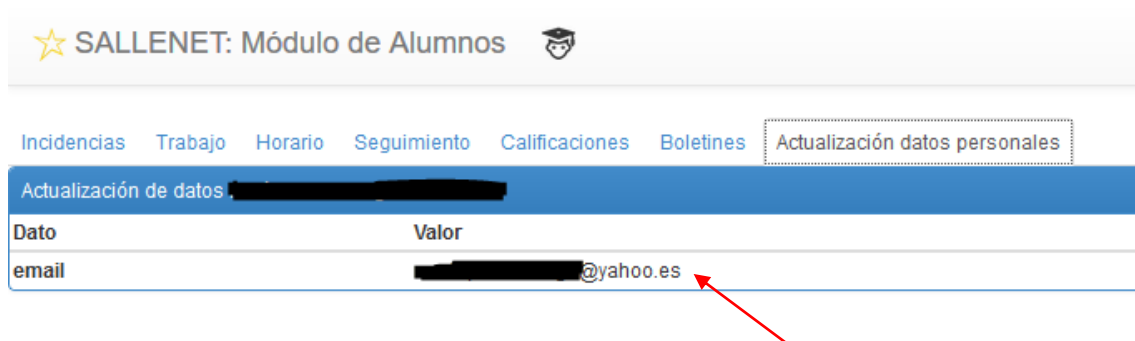 SALLENET: Módulo de Alumnos
Incidencias Trabajo Horario Seguimiento Calificaciones Boletines Actualización datos personales
Actualización de datos
Dato Valor
email @yahoo.es